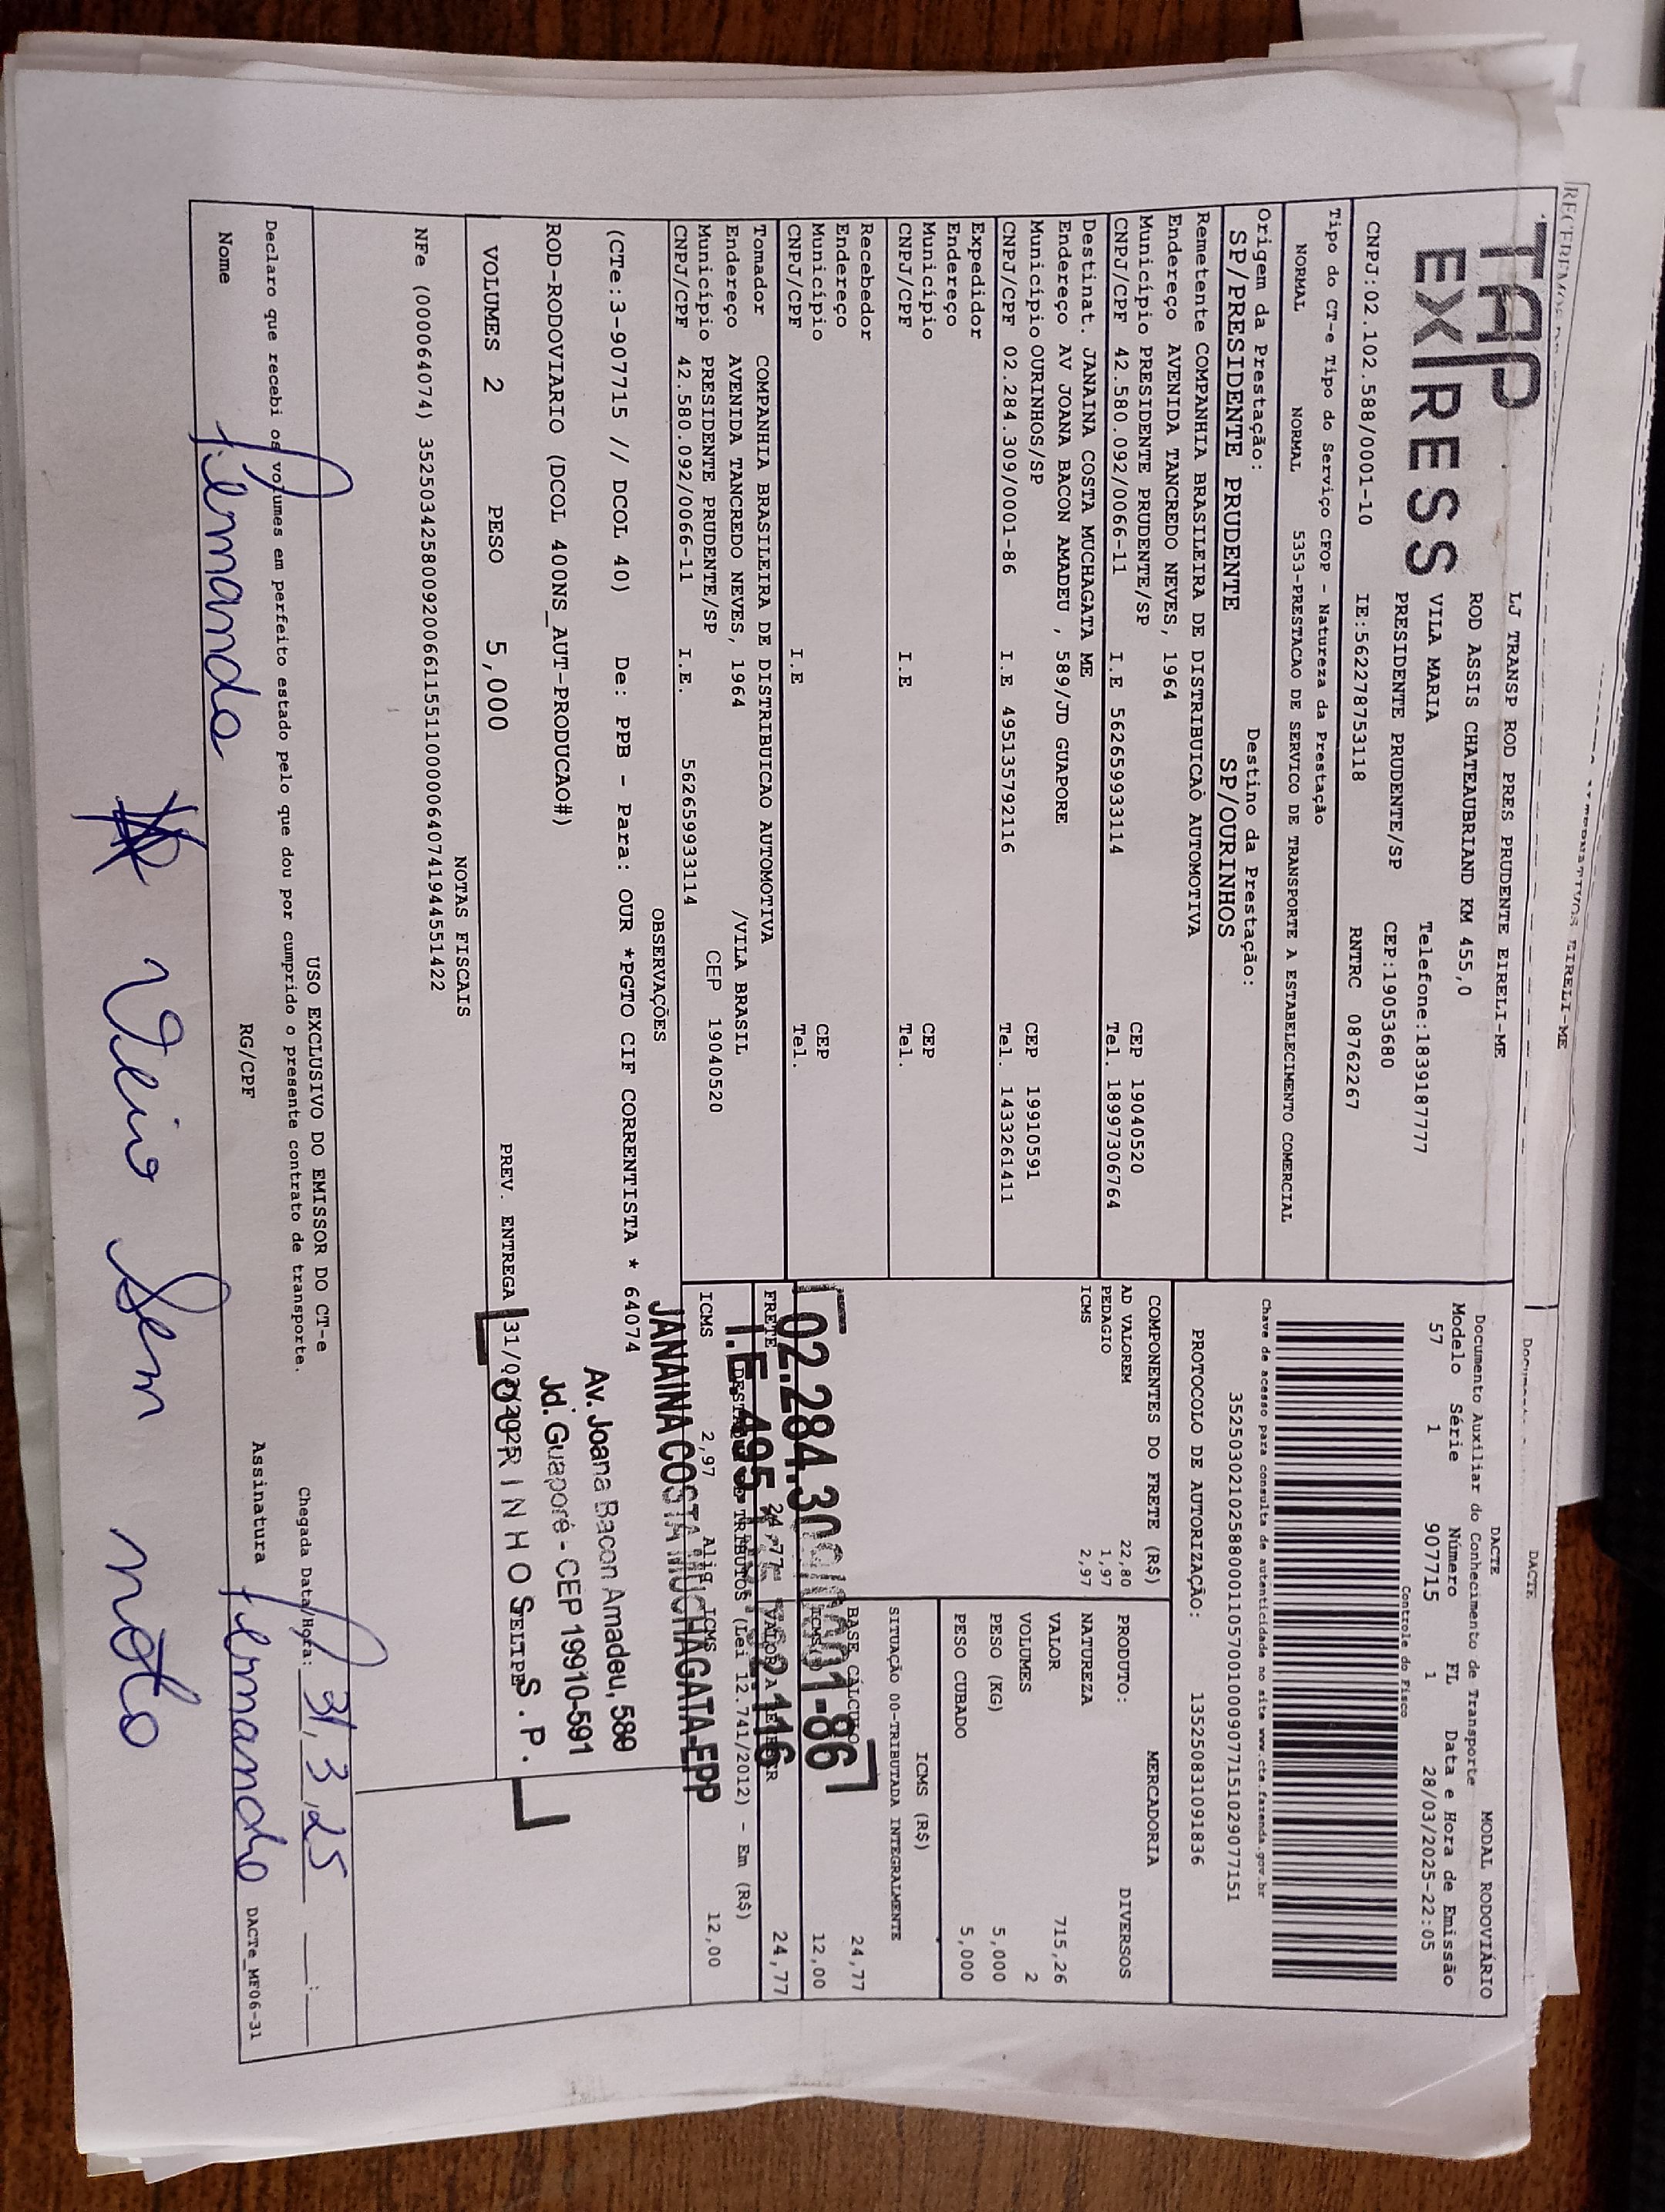 TAP
EXPRESS
LJ TRANSP ROD PRES PRUDENTE EIRELI-ME
ROD ASSIS CHATEAUBRIAND KM 455,0
VILA MARIA Telefone:1839187777
PRESIDENTE PRUDENTE/SP CEP:19053680
CNPJ:02.102.588/0001-10 IE:562278753118 RNTRC 08762267
Tipo do CT-e Tipo do Serviço CFOP - Natureza da Prestação
NORMAL NORMAL 5353-PRESTACAO DE SERVICO DE TRANSPORTE A ESTABELECIMENTO COMERCIAL
Origem da Prestação: Destino da Prestação:
SP/PRESIDENTE PRUDENTE SP/OURINHOS
DACTE MODAL RODOVIÁRIO
Documento Auxiliar do Conhecimento de Transporte
Modelo Série Número FL Data e Hora de Emissão
57 1 907715 1 28/03/2025-22:05
Controle do Fisco
Chave de acesso para consulta de autenticidade no site www.cte.fazenda.gov.br
35250302102588000110570010009077151029077151
PROTOCOLO DE AUTORIZAÇÃO: 135250831091836
Remetente COMPANHIA BRASILIERA DE DISTRIBUICAO AUTOMOTIVA
Endereço AVENIDA TANCREDO NEVES, 1964
Município PRESIDENTE PRUDENTE/SP CEP 19040520
CNPJ/CPF 42.580.092/0066-11 I.E 562659933114 Tel. 18997306764
Destinat. JANAINA COSTA MUCHAGATA ME
Endereço AV JOANA BACON AMADEU , 589/JD GUAPORE
Município OURINHOS/SP CEP 19910591
CNPJ/CPF 02.284.309/0001-86 I.E 495135792116 Tel. 1433261411
Expedidor
Endereço
Município CEP
CNPJ/CPF I.E Tel.
Recebedor
Endereço
Município CEP
CNPJ/CPF I.E Tel.
Tomador COMPANHIA BRASILEIRA DE DISTRIBUICAO AUTOMOTIVA
Endereço AVENIDA TANCREDO NEVES, 1964 /VILA BRASIL
Município PRESIDENTE PRUDENTE/SP CEP 19040520
CNPJ/CPF 42.580.092/0066-11 I.E. 562659933114
COMPONENTES DO FRETE (R$)
AD VALOREM 22,80
PEDAGIO 1,97
ICMS 2,97
MERCADORIA
PRODUTO: DIVERSOS
NATUREZA
VALOR 715,26
VOLUMES 2
PESO (KG) 5,000
PESO CUBADO 5,000
ICMS (R$)
SITUAÇÃO 00-TRIBUTADA INTEGRALMENTE
BASE CÁLCULO 24,77
12,00
FRETE 24,77 VALOR A 24,77
TRIBUTOS (Lei 12.741/2012) - Em (R$)
ICMS 2,97 Aliq ICMS 12,00
02.284.309/0001-86
I.E 495
JANAINA COSTA MUCHAGATA-EPP
Av. Joana Bacon Amadeu, 589
Jd. Guaporé - CEP 19910-591
OURINHOS S.P.
OBSERVAÇÕES
(CTe:3-907715 // DCOL 40) De: PPB - Para: OUR *PGTO CIF CORRENTISTA * 64074
ROD-RODOVIARIO (DCOL 400NS_AUT-PRODUCAO#)
VOLUMES 2 PESO 5,000 PREV. ENTREGA 31/03/2025
NOTAS FISCAIS
NFe (000064074) 35250342580092006611551100000640741944551422
USO EXCLUSIVO DO EMISSOR DO CT-e
Declaro que recebi os volumes em perfeito estado pelo que dou por cumprido o presente contrato de transporte.
Chegada Data/Hora: 31, 3, 25
Nome Fernanda RG/CPF Assinatura Fernanda
DACTe_MF06-31
Veio Sem nota